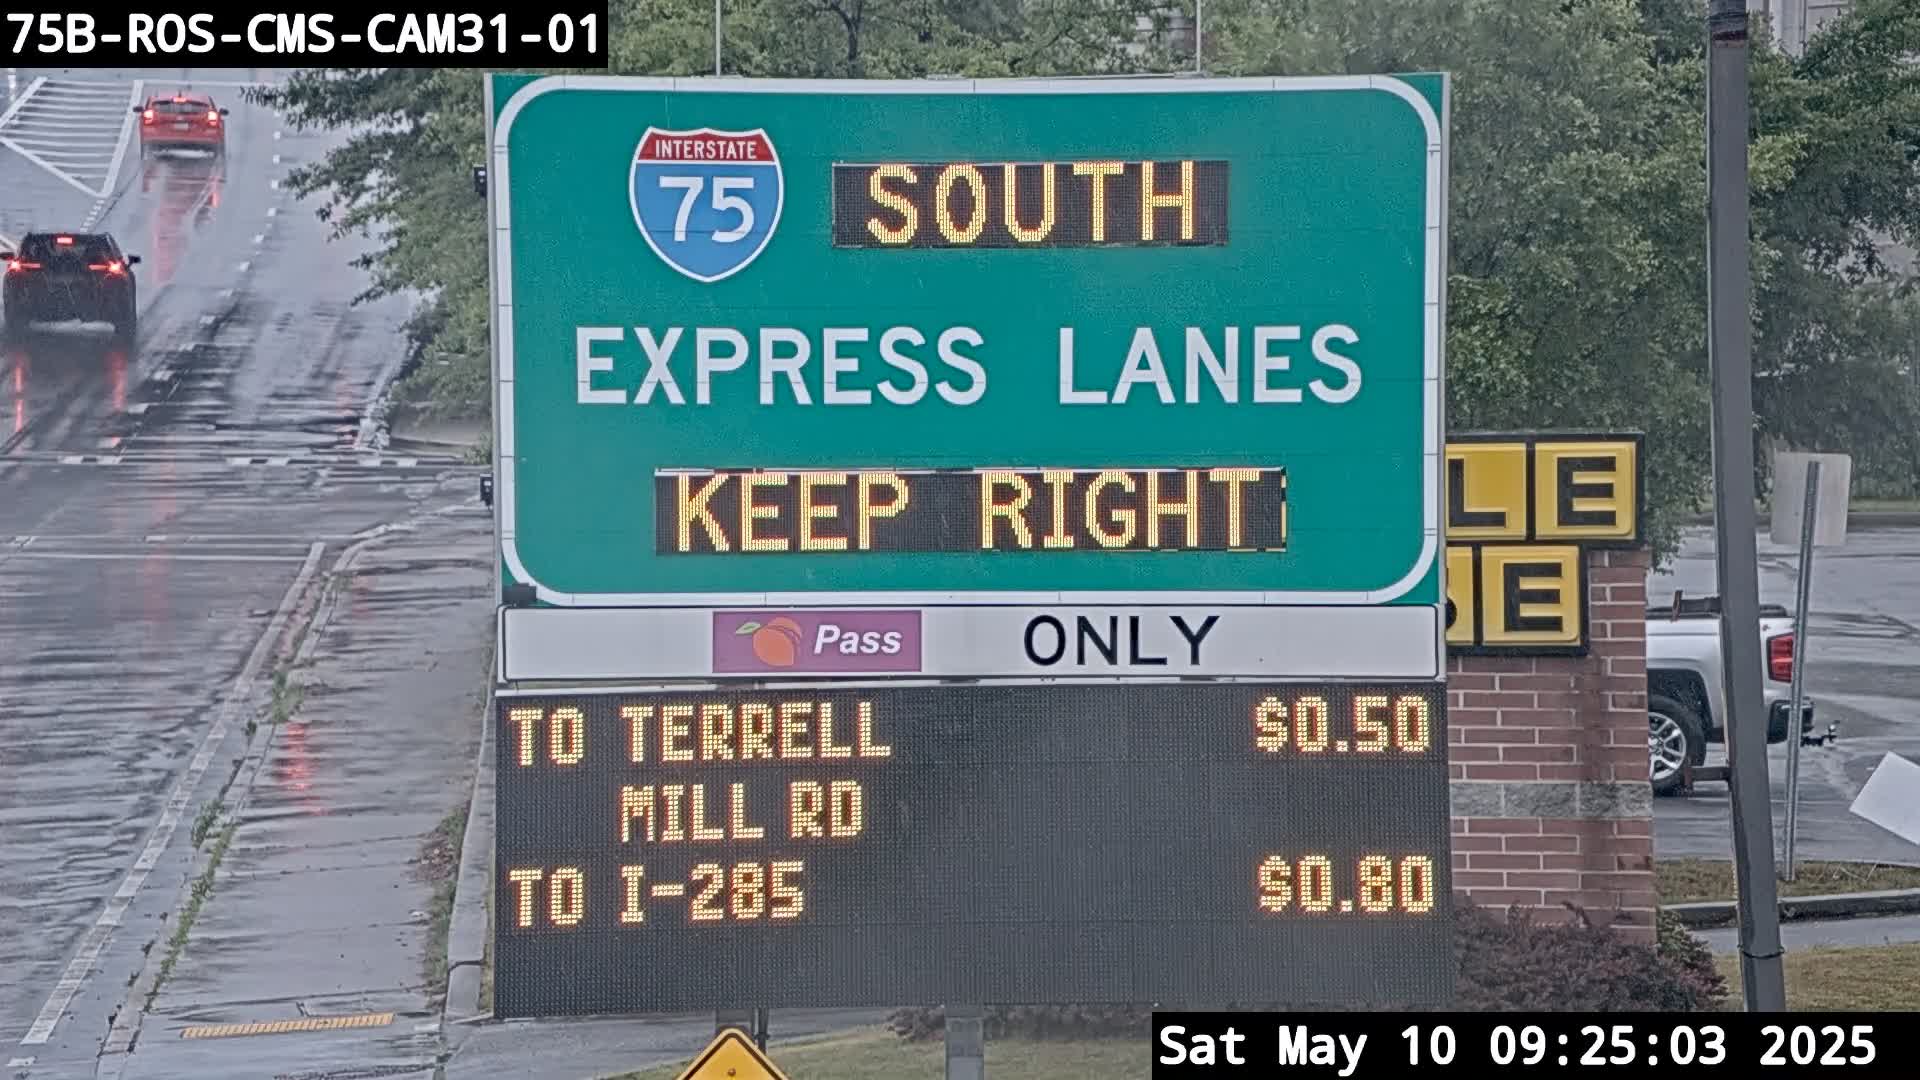 75B-ROS-CMS-CAM31-01
INTERSTATE
75
SOUTH
EXPRESS LANES
KEEP RIGHT
Pass ONLY
TO TERRELL $0.50
MILL RD
TO I-285 $0.80
LE
E
Sat May 10 09:25:03 2025